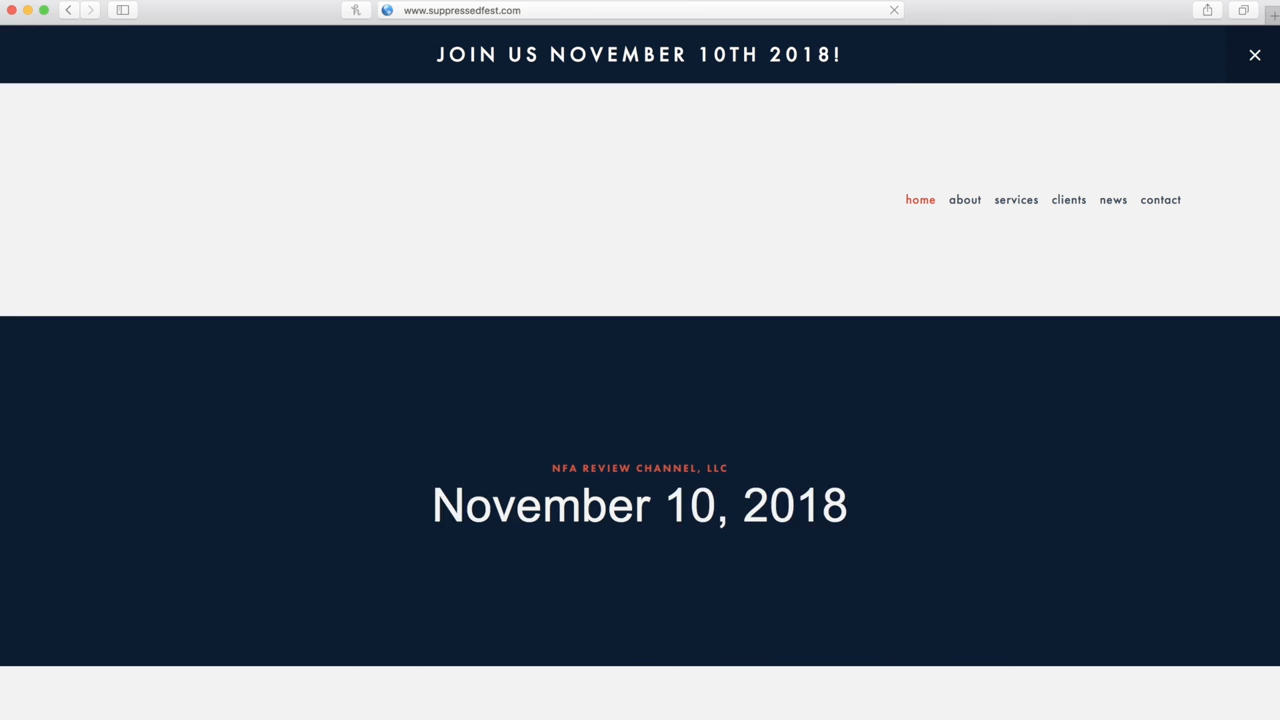 www.suppressedfest.com
JOIN US NOVEMBER 10TH 2018!
home about services clients news contact
NFA REVIEW CHANNEL, LLC
November 10, 2018